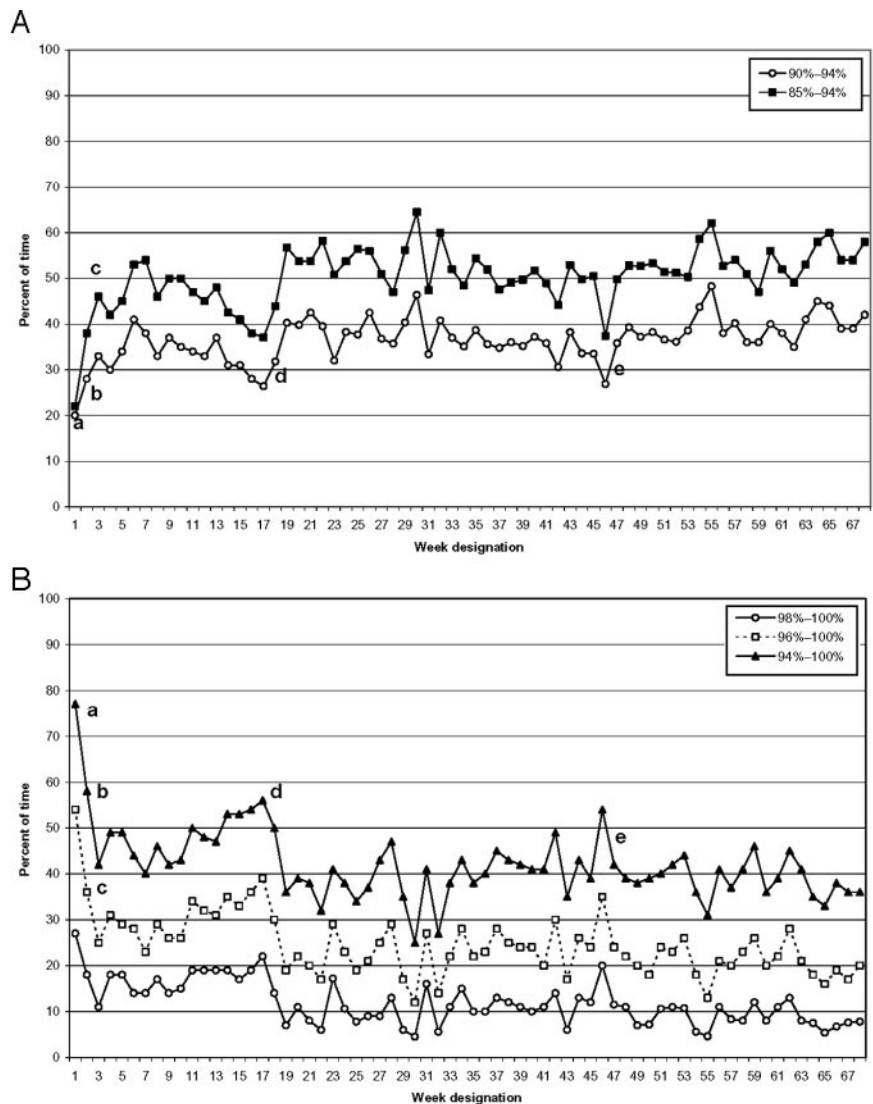 A
100
90
80
70
60
50
40
30
20
10
0
Percent of time
90%–94%
85%–94%
a
b
c
d
e
1 3 5 7 9 11 13 15 17 19 21 23 25 27 29 31 33 35 37 39 41 43 45 47 49 51 53 55 57 59 61 63 65 67
Week designation
B
100
90
80
70
60
50
40
30
20
10
0
Percent of time
98%–100%
96%–100%
94%–100%
a
b
c
d
e
1 3 5 7 9 11 13 15 17 19 21 23 25 27 29 31 33 35 37 39 41 43 45 47 49 51 53 55 57 59 61 63 65 67
Week designation